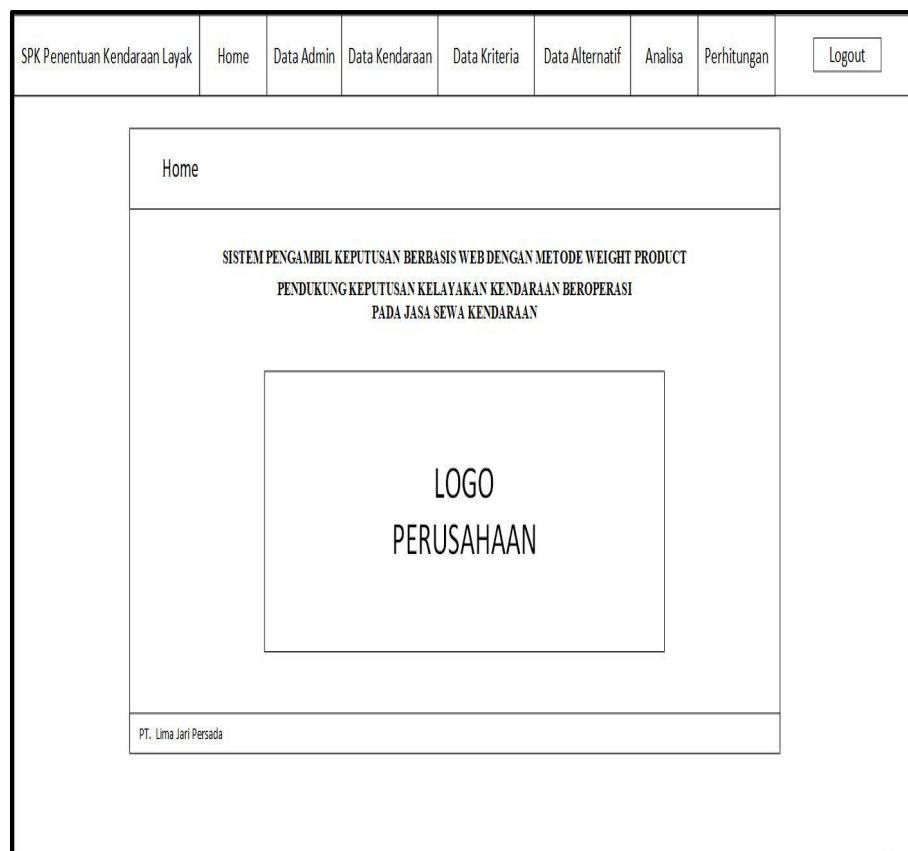 SPK Penentuan Kendaraan Layak Home Data Admin Data Kendaraan Data Kriteria Data Alternatif Analisa Perhitungan Logout
Home
SISTEM PENGAMBIL KEPUTUSAN BERBASIS WEB DENGAN METODE WEIGHT PRODUCT
PENDUKUNG KEPUTUSAN KELAYAKAN KENDARAAN BEROPERASI
PADA JASA SEWA KENDARAAN
LOGO
PERUSAHAAN
PT. Lima Jari Persada